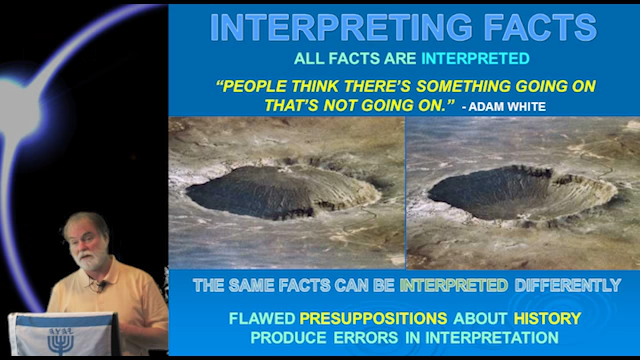 INTERPRETING FACTS
ALL FACTS ARE INTERPRETED
“PEOPLE THINK THERE’S SOMETHING GOING ON
THAT’S NOT GOING ON.” - ADAM WHITE
THE SAME FACTS CAN BE INTERPRETED DIFFERENTLY
FLAWED PRESUPPOSITIONS ABOUT HISTORY
PRODUCE ERRORS IN INTERPRETATION